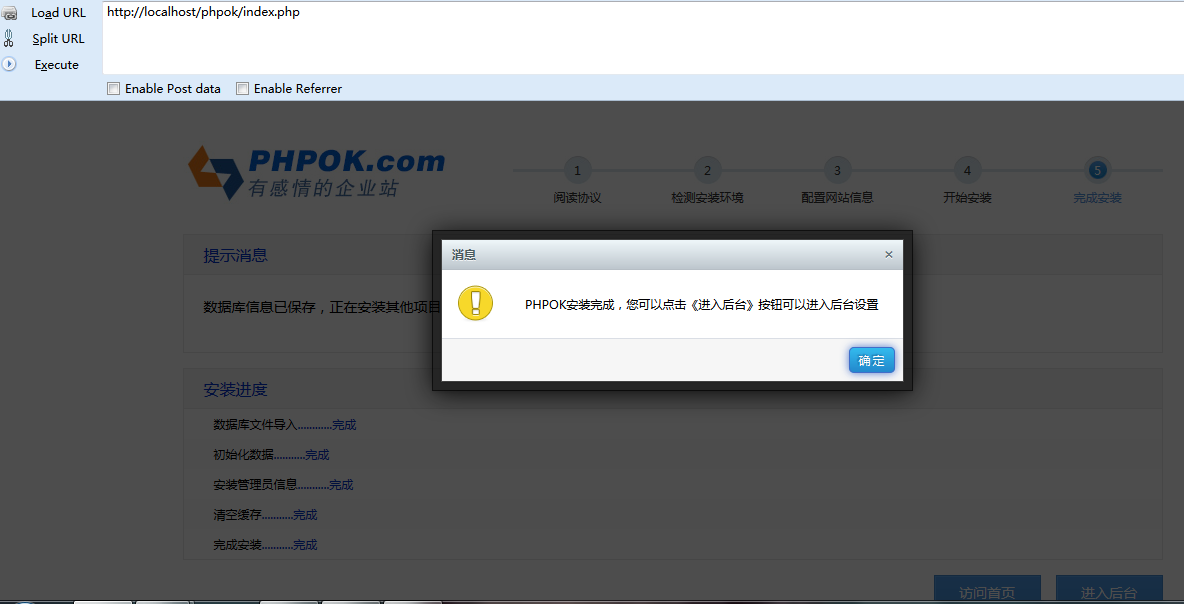 Load URL
http://localhost/phpok/index.php
Split URL
Execute
Enable Post data
Enable Referrer
PHPOK.com
有感情的企业站
1
2
3
4
5
阅读协议
检测安装环境
配置网站信息
开始安装
完成安装
提示消息
数据库信息已保存，正在安装其他项目
消息
×
PHPOK安装完成，您可以点击《进入后台》按钮可以进入后台设置
确定
安装进度
数据库文件导入...........完成
初始化数据..........完成
安装管理员信息..........完成
清空缓存..........完成
完成安装..........完成
访问首页
进入后台